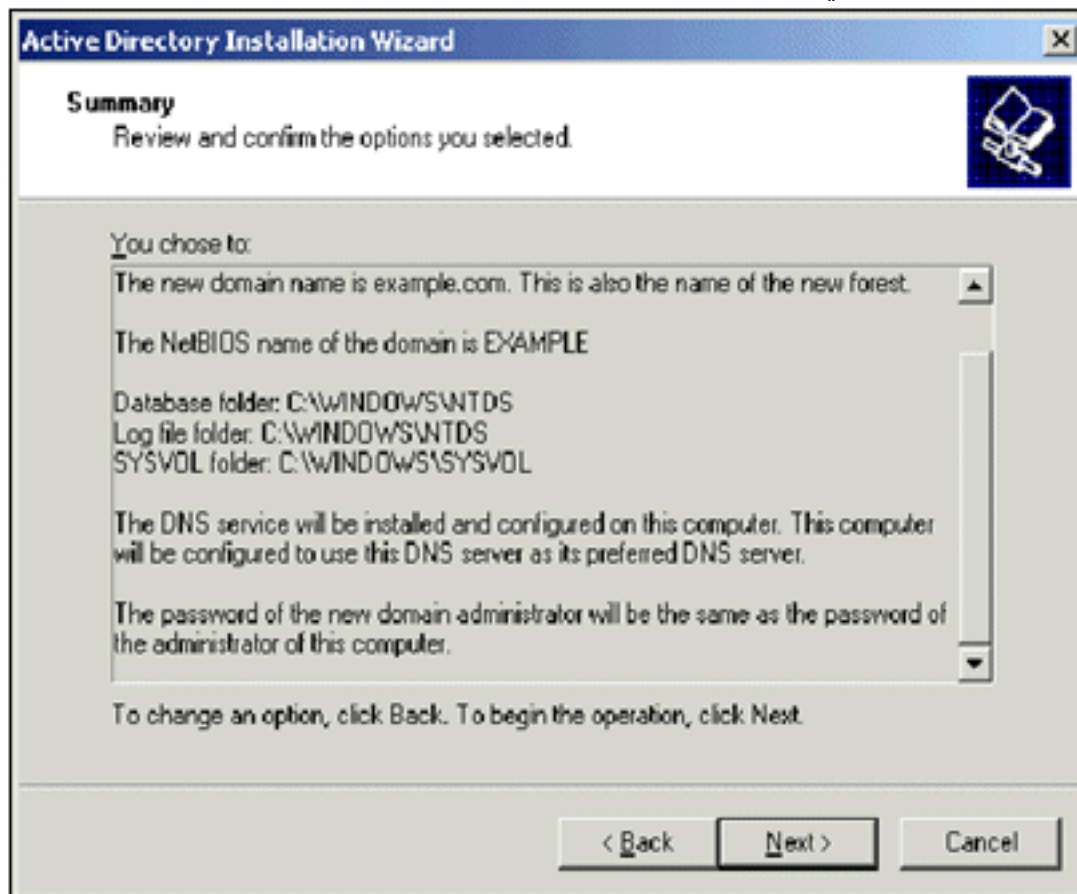 Active Directory Installation Wizard
Summary
Review and confirm the options you selected.
You chose to:
The new domain name is example.com. This is also the name of the new forest.
The NetBIOS name of the domain is EXAMPLE
Database folder: C:\WINDOWS\NTDS
Log file folder: C:\WINDOWS\NTDS
SYSVOL folder: C:\WINDOWS\SYSVOL
The DNS service will be installed and configured on this computer. This computer
will be configured to use this DNS server as its preferred DNS server.
The password of the new domain administrator will be the same as the password of
the administrator of this computer.
To change an option, click Back. To begin the operation, click Next.
< Back
Next >
Cancel